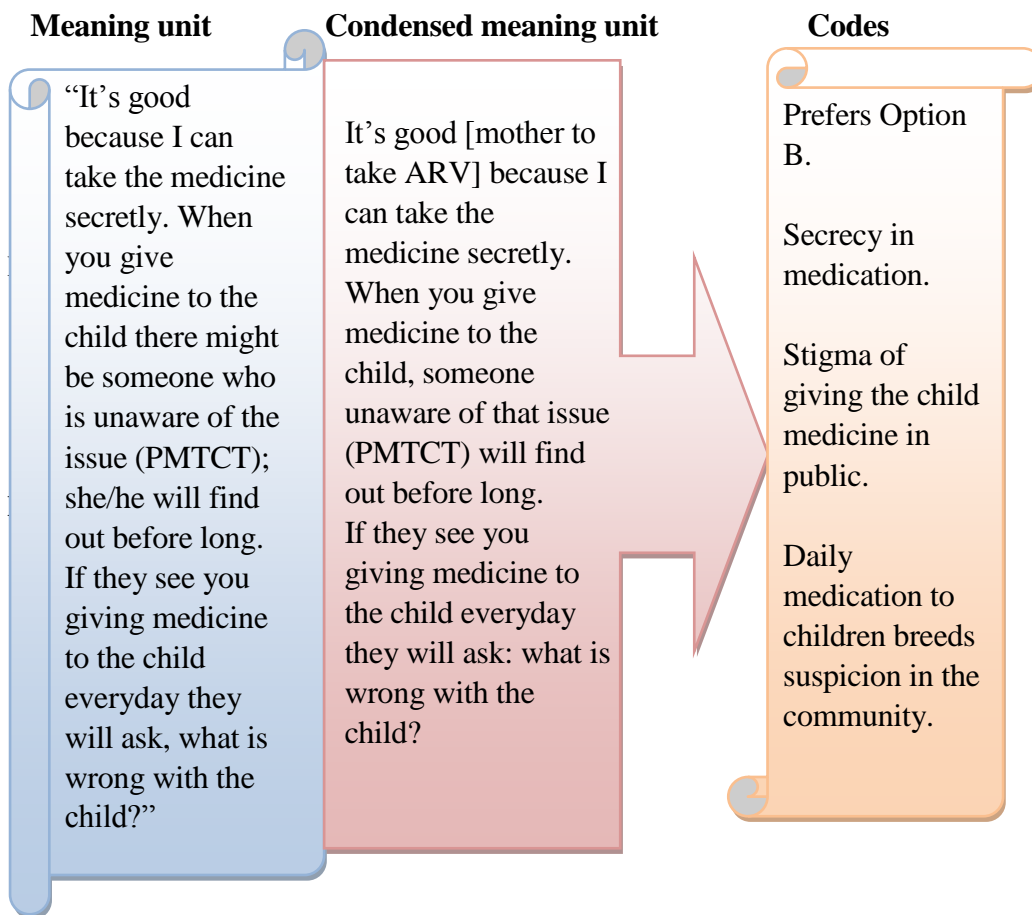 Meaning unit
“It’s good
because I can
take the medicine
secretly. When
you give
medicine to the
child there might
be someone who
is unaware of the
issue (PMTCT);
she/he will find
out before long.
If they see you
giving medicine
to the child
everyday they
will ask, what is
wrong with the
child?”
Condensed meaning unit
It’s good [mother to
take ARV] because I
can take the
medicine secretly.
When you give
medicine to the
child, someone
unaware of that issue
(PMTCT) will find
out before long.
If they see you
giving medicine to
the child everyday
they will ask: what is
wrong with the
child?
Codes
Prefers Option
B.
Secrecy in
medication.
Stigma of
giving the child
medicine in
public.
Daily
medication to
children breeds
suspicion in the
community.